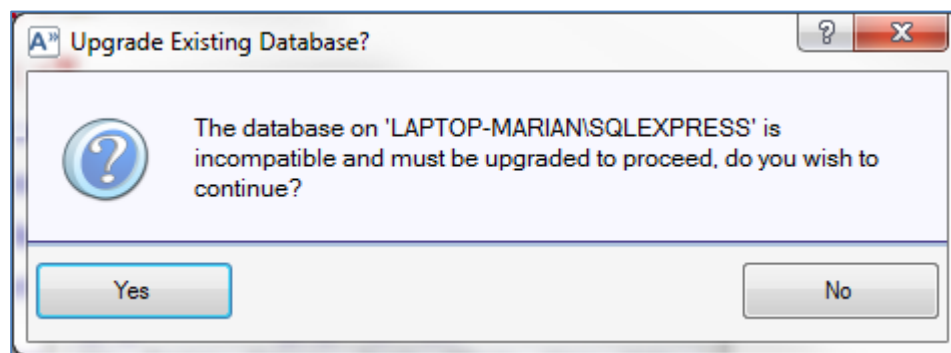 A» Upgrade Existing Database?
The database on 'LAPTOP-MARIAN\SQLEXPRESS' is
incompatible and must be upgraded to proceed, do you wish to
continue?
Yes No